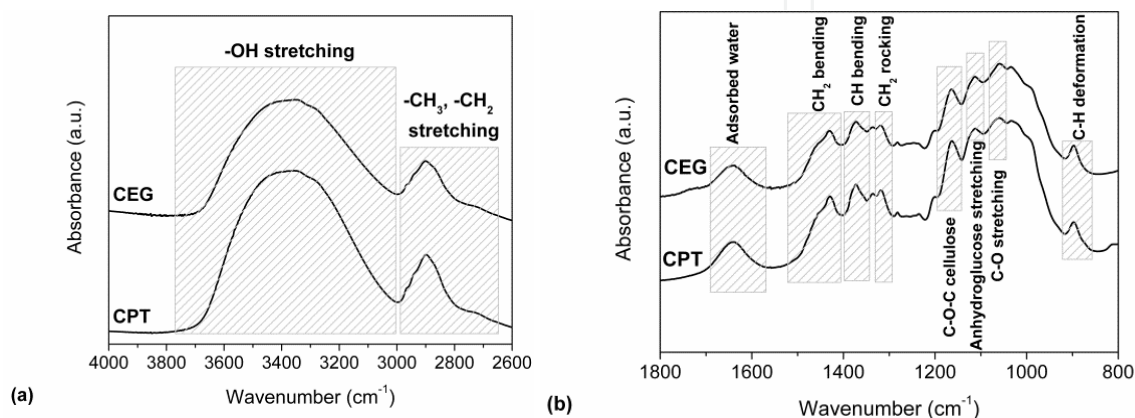 -OH stretching
-CH₃, -CH₂
stretching
CEG
CPT
Absorbance (a.u.)
4000 3800 3600 3400 3200 3000 2800 2600
Wavenumber (cm⁻¹)
(a)
Adsorbed water
CH₂ bending
CH bending
CH₂ rocking
C-H deformation
CEG
CPT
C-O-C cellulose
Anhydroglucose stretching
C-O stretching
Absorbance (a.u.)
1800 1600 1400 1200 1000 800
Wavenumber (cm⁻¹)
(b)